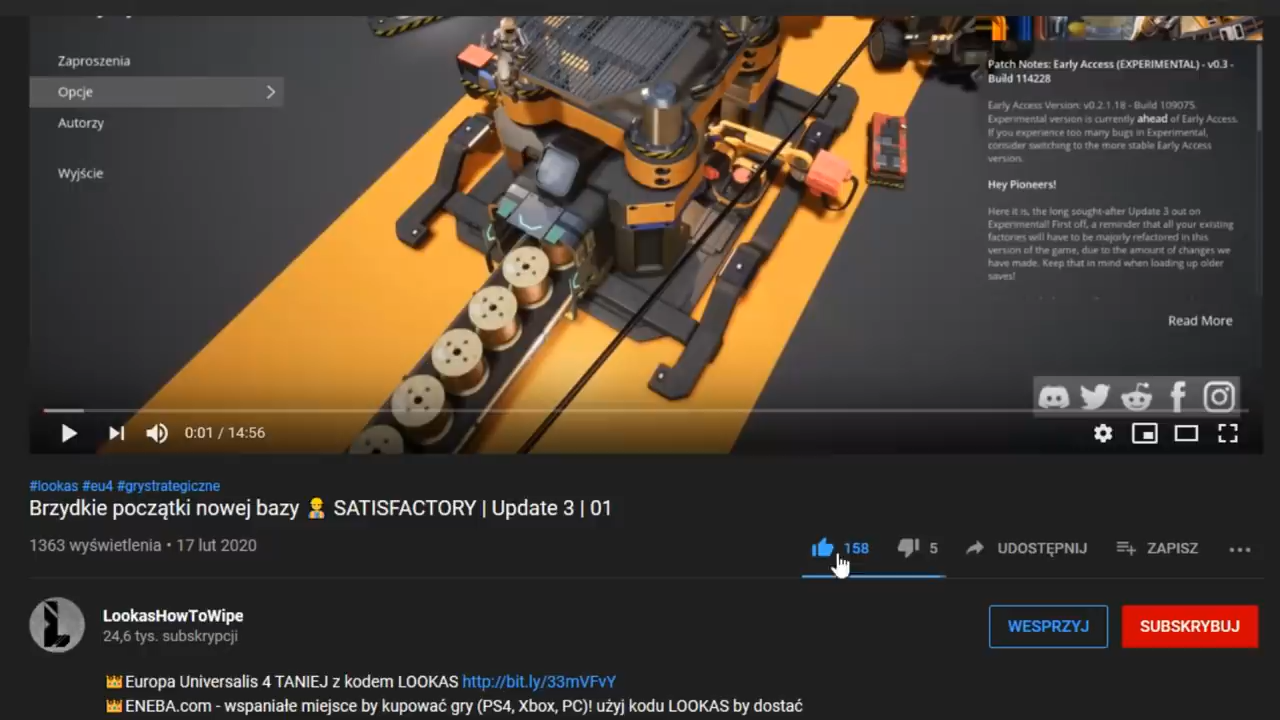 Zaproszenia
Opcje
Autorzy
Wyjście
Patch Notes: Early Access (EXPERIMENTAL) - v0.3 -
Build 114228
Early Access Version: v0.2.1.18 - Build 109075.
Experimental version is currently ahead of Early Access.
If you experience too many bugs in Experimental,
consider switching to the more stable Early Access
version.
Hey Pioneers!
Here it is, the long sought-after Update 3 out on
Experimental! First off, a reminder that all your existing
factories will have to be majorly refactored in this
version of the game, due to the amount of changes we
have made. Keep that in mind when loading up older
saves!
Read More
0:01 / 14:56
#lookas #eu4 #grystrategiczne
Brzydkie początki nowej bazy 👷 SATISFACTORY | Update 3 | 01
1363 wyświetlenia • 17 lut 2020
158
5
UDOSTĘPNIJ
ZAPISZ
LookasHowToWipe
24,6 tys. subskrypcji
WESPRZYJ
SUBSKRYBUJ
👑Europa Universalis 4 TANIEJ z kodem LOOKAS http://bit.ly/33mVFvY
👑ENEBA.com - wspaniałe miejsce by kupować gry (PS4, Xbox, PC)! użyj kodu LOOKAS by dostać